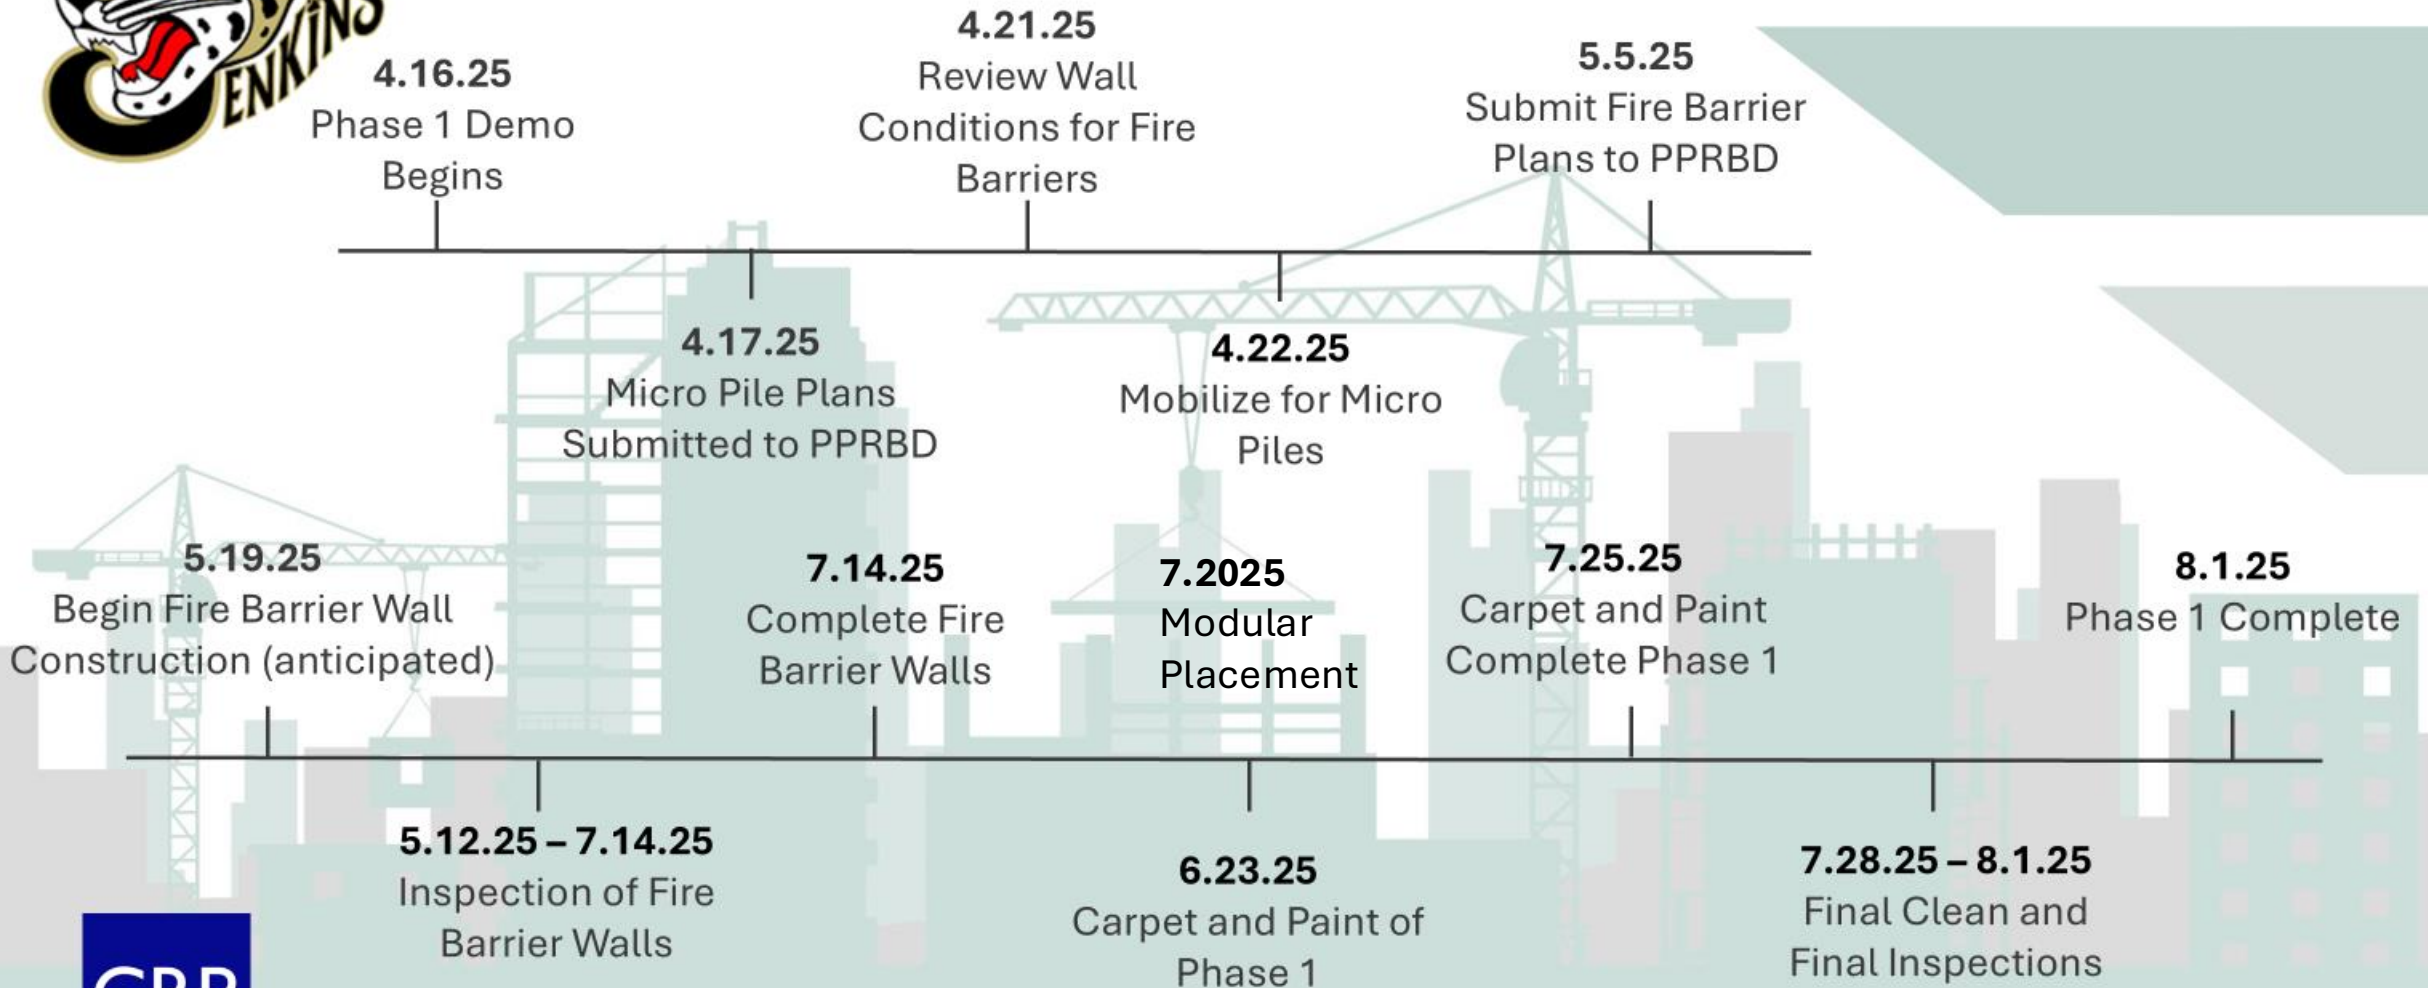 JENKINS
4.16.25
Phase 1 Demo
Begins
4.21.25
Review Wall
Conditions for Fire
Barriers
5.5.25
Submit Fire Barrier
Plans to PPRBD
4.17.25
Micro Pile Plans
Submitted to PPRBD
4.22.25
Mobilize for Micro
Piles
5.19.25
Begin Fire Barrier Wall
Construction (anticipated)
7.14.25
Complete Fire
Barrier Walls
7.2025
Modular
Placement
7.25.25
Carpet and Paint
Complete Phase 1
8.1.25
Phase 1 Complete
5.12.25 – 7.14.25
Inspection of Fire
Barrier Walls
6.23.25
Carpet and Paint of
Phase 1
7.28.25 – 8.1.25
Final Clean and
Final Inspections